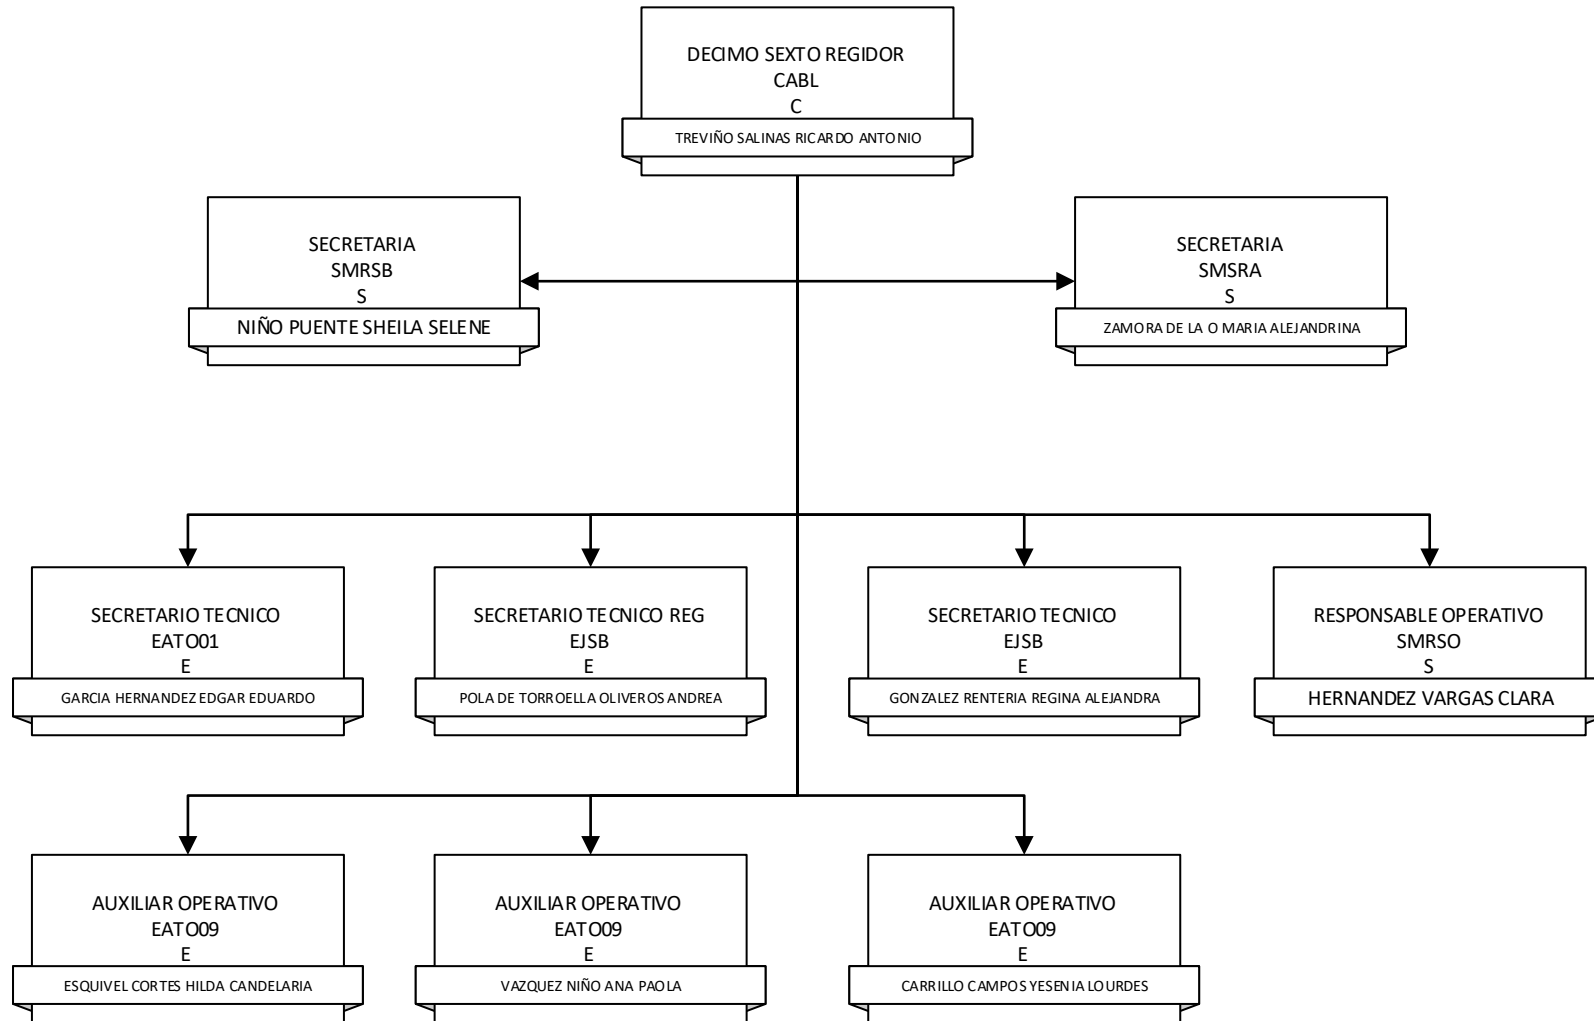 DECIMO SEXTO REGIDOR
CABL
C
TREVIÑO SALINAS RICARDO ANTONIO
SECRETARIA
SMRSB
S
NIÑO PUENTE SHEILA SELENE
SECRETARIA
SMSRA
S
ZAMORA DE LA O MARIA ALEJANDRINA
SECRETARIO TECNICO
EATO01
E
GARCIA HERNANDEZ EDGAR EDUARDO
SECRETARIO TECNICO REG
EJSB
E
POLA DE TORROELLA OLIVEROS ANDREA
SECRETARIO TECNICO
EJSB
E
GONZALEZ RENTERIA REGINA ALEJANDRA
RESPONSABLE OPERATIVO
SMRSO
S
HERNANDEZ VARGAS CLARA
AUXILIAR OPERATIVO
EATO09
E
ESQUIVEL CORTES HILDA CANDELARIA
AUXILIAR OPERATIVO
EATO09
E
VAZQUEZ NIÑO ANA PAOLA
AUXILIAR OPERATIVO
EATO09
E
CARRILLO CAMPOS YESENIA LOURDES